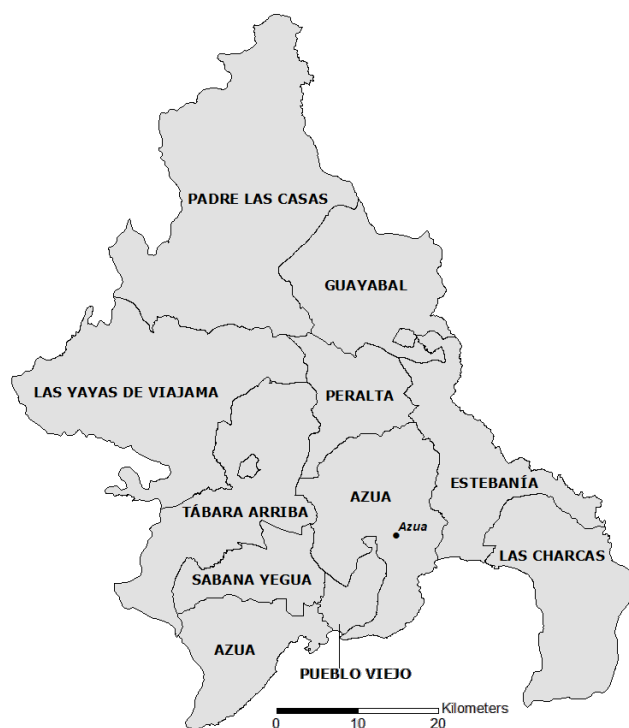 PADRE LAS CASAS
GUAYABAL
LAS YAYAS DE VIAJAMA
PERALTA
ESTEBANÍA
AZUA
TÁBARA ARRIBA
Azua
LAS CHARCAS
SABANA YEGUA
AZUA
PUEBLO VIEJO
Kilometers
0 10 20